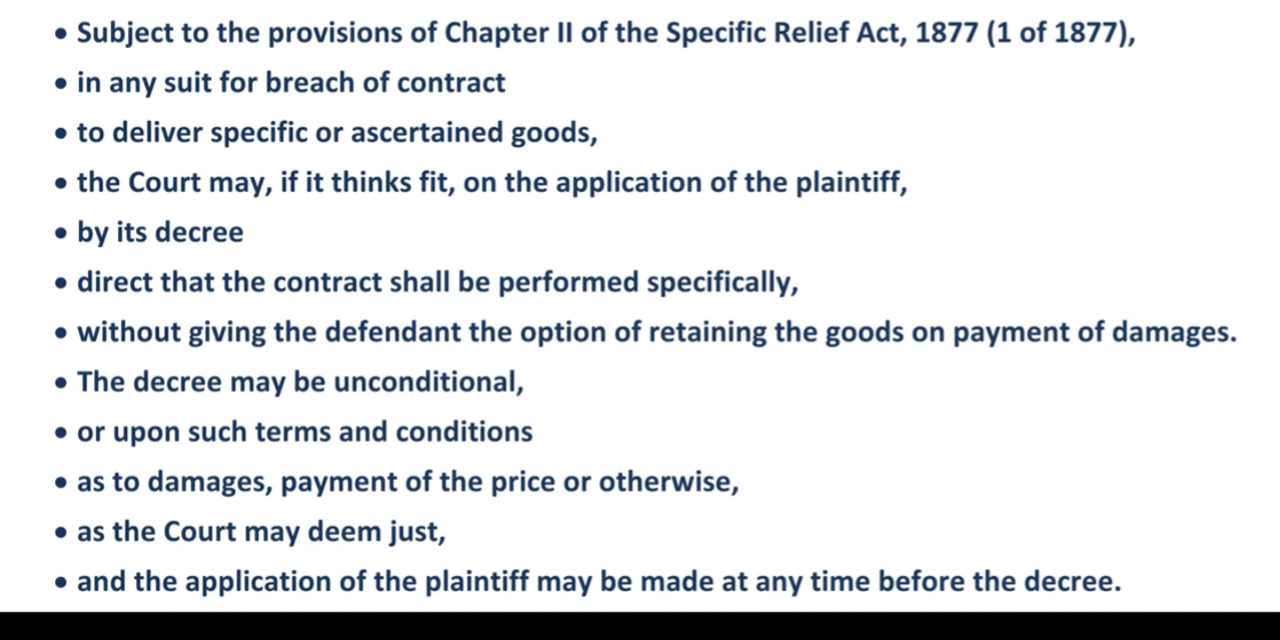 • Subject to the provisions of Chapter II of the Specific Relief Act, 1877 (1 of 1877),
• in any suit for breach of contract
• to deliver specific or ascertained goods,
• the Court may, if it thinks fit, on the application of the plaintiff,
• by its decree
• direct that the contract shall be performed specifically,
• without giving the defendant the option of retaining the goods on payment of damages.
• The decree may be unconditional,
• or upon such terms and conditions
• as to damages, payment of the price or otherwise,
• as the Court may deem just,
• and the application of the plaintiff may be made at any time before the decree.